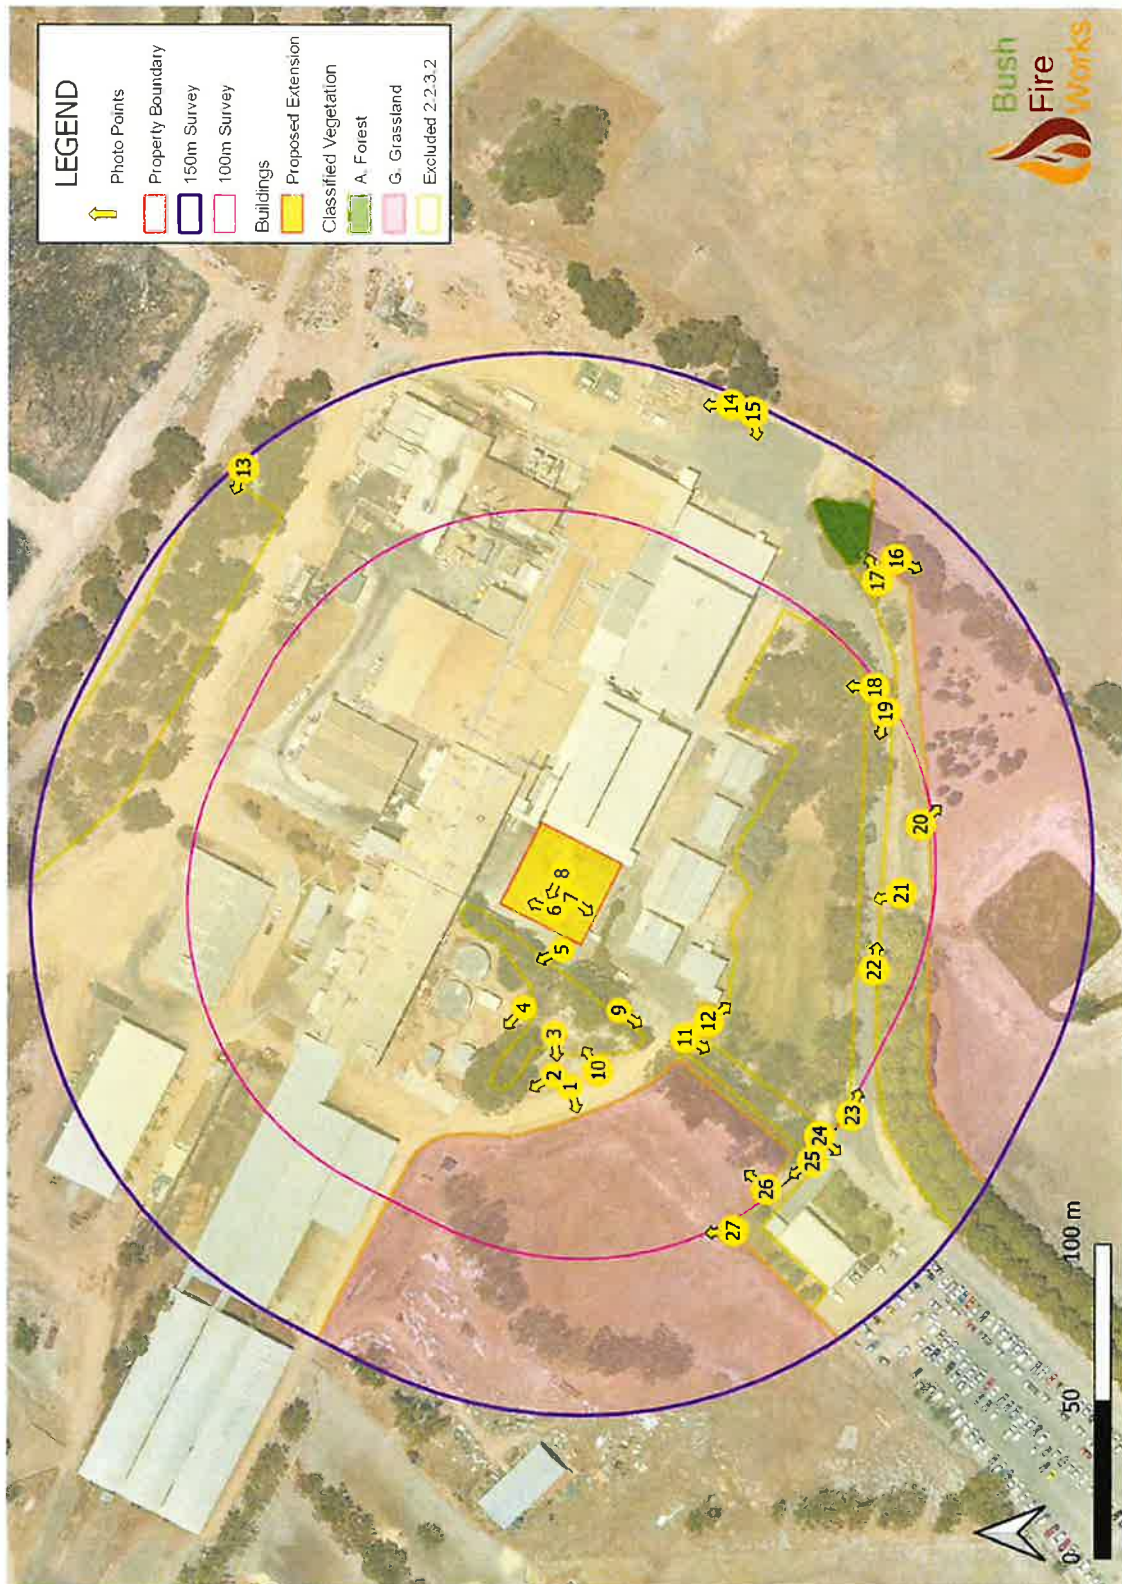 LEGEND
Photo Points
Property Boundary
150m Survey
100m Survey
Buildings
Proposed Extension
Classified Vegetation
A. Forest
G. Grassland
Excluded 2.2.3.2
1
2
3
4
5
6
7
8
9
10
11
12
13
14
15
16
17
18
19
20
21
22
23
24
25
26
27
0
50
100 m
Bush
Fire
Works